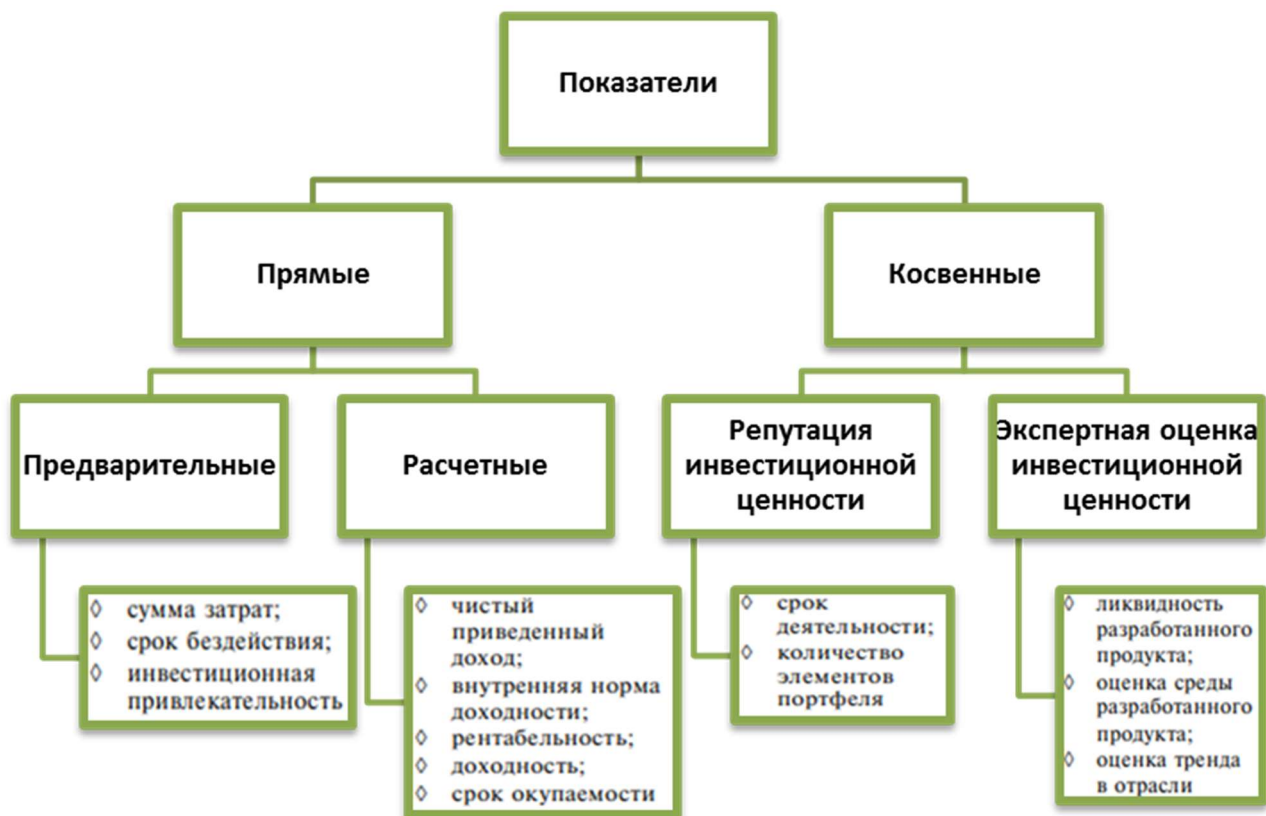 Показатели
Прямые
Косвенные
Предварительные
Расчетные
Репутация
инвестиционной
ценности
Экспертная оценка
инвестиционной
ценности
◊ сумма затрат;
◊ срок бездействия;
◊ инвестиционная
привлекательность
◊ чистый
приведенный
доход;
◊ внутренняя норма
доходности;
◊ рентабельность;
◊ доходность;
◊ срок окупаемости
◊ срок
деятельности;
◊ количество
элементов
портфеля
◊ ликвидность
разработанного
продукта;
◊ оценка среды
разработанного
продукта;
◊ оценка тренда
в отрасли